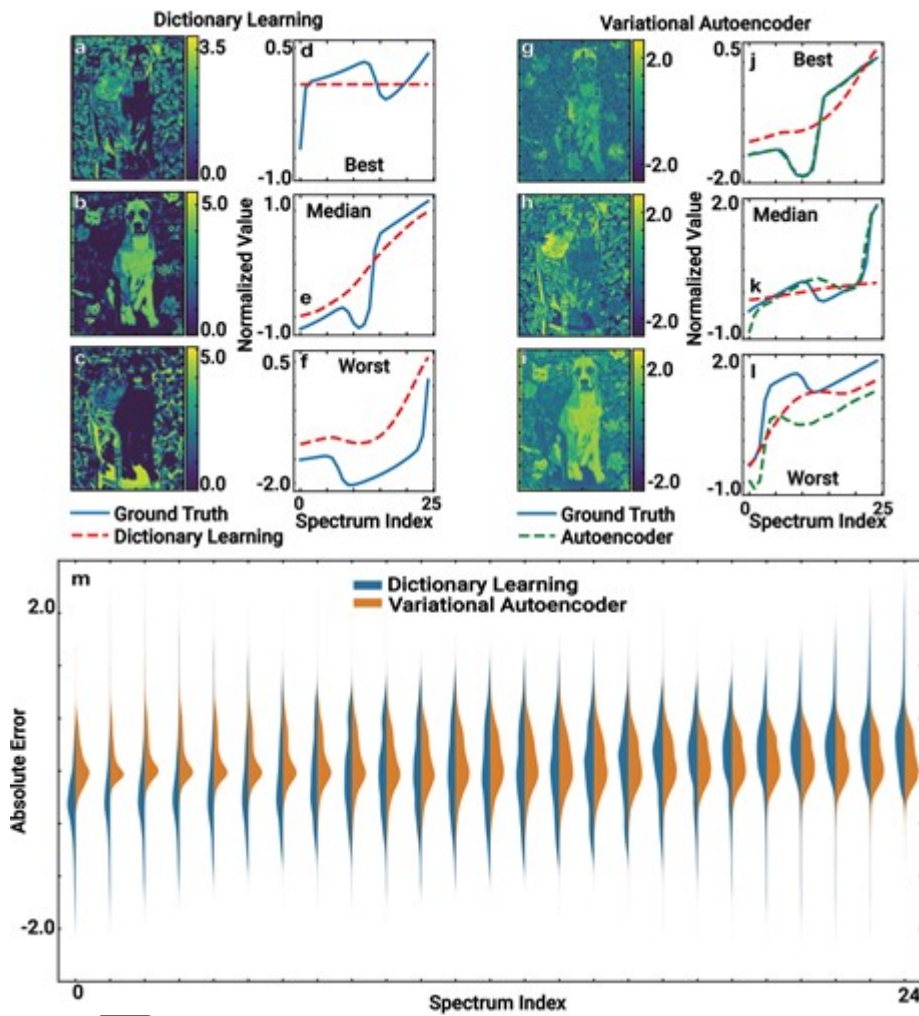 Dictionary Learning
a
3.5
0.0
b
5.0
0.0
c
5.0
0.0
Normalized Value
d
0.5
-1.0
Best
1.0
Median
e
-1.0
0.5
f
Worst
-2.0
0
24
Spectrum Index
Ground Truth
Dictionary Learning
Variational Autoencoder
g
2.0
-2.0
h
2.0
-2.0
i
2.0
-2.0
Normalized Value
0.5
j
Best
-2.0
2.0
Median
k
-1.0
2.0
l
-1.0
Worst
0
25
Spectrum Index
Ground Truth
Autoencoder
m
Dictionary Learning
Variational Autoencoder
2.0
Absolute Error
-2.0
0
24
Spectrum Index